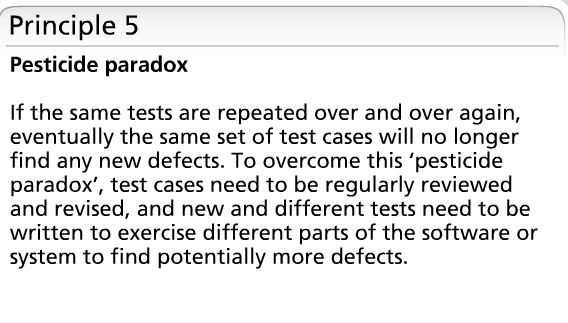 Principle 5
Pesticide paradox
If the same tests are repeated over and over again,
eventually the same set of test cases will no longer
find any new defects. To overcome this ‘pesticide
paradox’, test cases need to be regularly reviewed
and revised, and new and different tests need to be
written to exercise different parts of the software or
system to find potentially more defects.